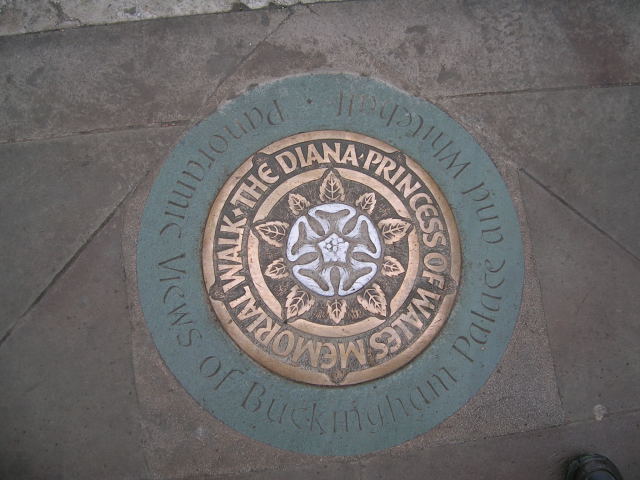 THE DIANA · PRINCESS OF WALES MEMORIAL WALK ·
Panoramic views of Buckingham Palace and Whitehall ·